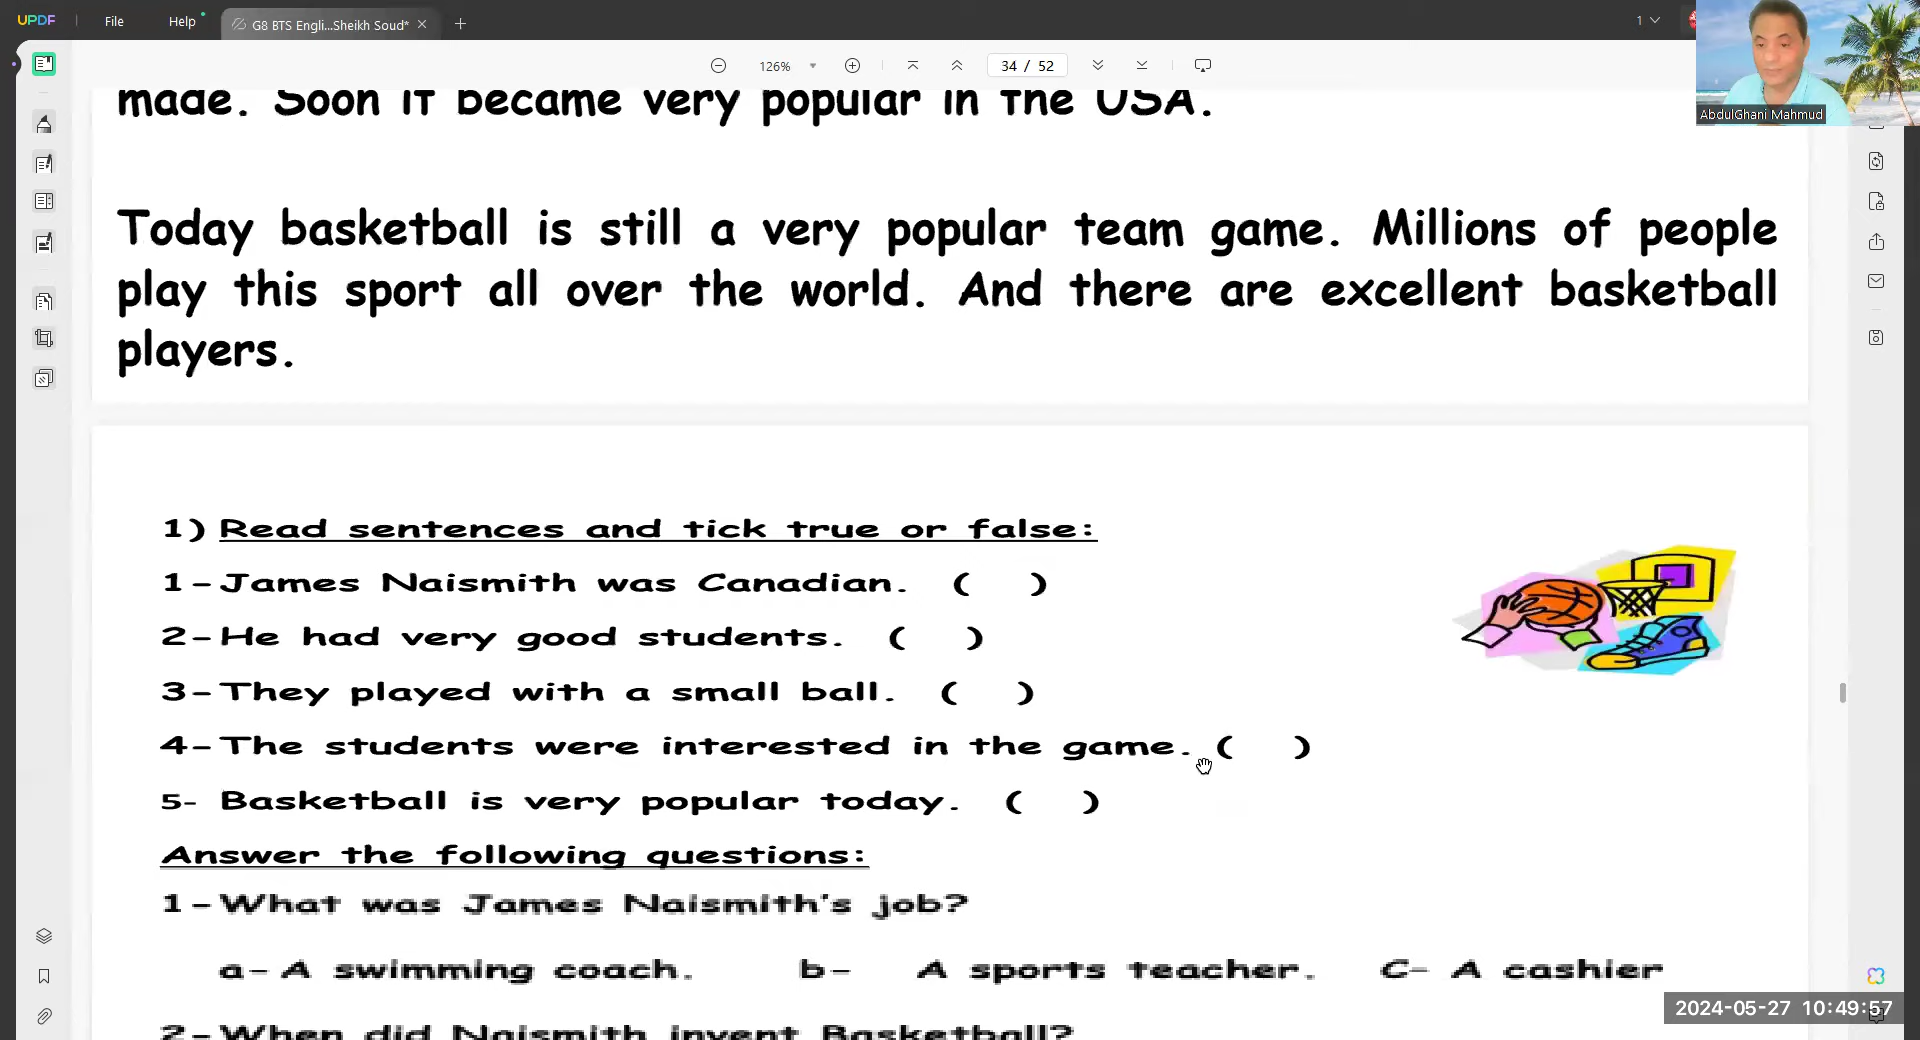 UPDF File Help G8 BTS Engli...Sheikh Soud* 1
126% 34 / 52
AbdulGhani Mahmud
made. Soon it became very popular in the USA.
Today basketball is still a very popular team game. Millions of people
play this sport all over the world. And there are excellent basketball
players.
1) Read sentences and tick true or false:
1-James Naismith was Canadian. ( )
2-He had very good students. ( )
3-They played with a small ball. ( )
4-The students were interested in the game. ( )
5- Basketball is very popular today. ( )
Answer the following questions:
1-What was James Naismith's job?
a- A swimming coach. b- A sports teacher. C- A cashier
2-When did Naismith invent Basketball?
2024-05-27 10:49:57